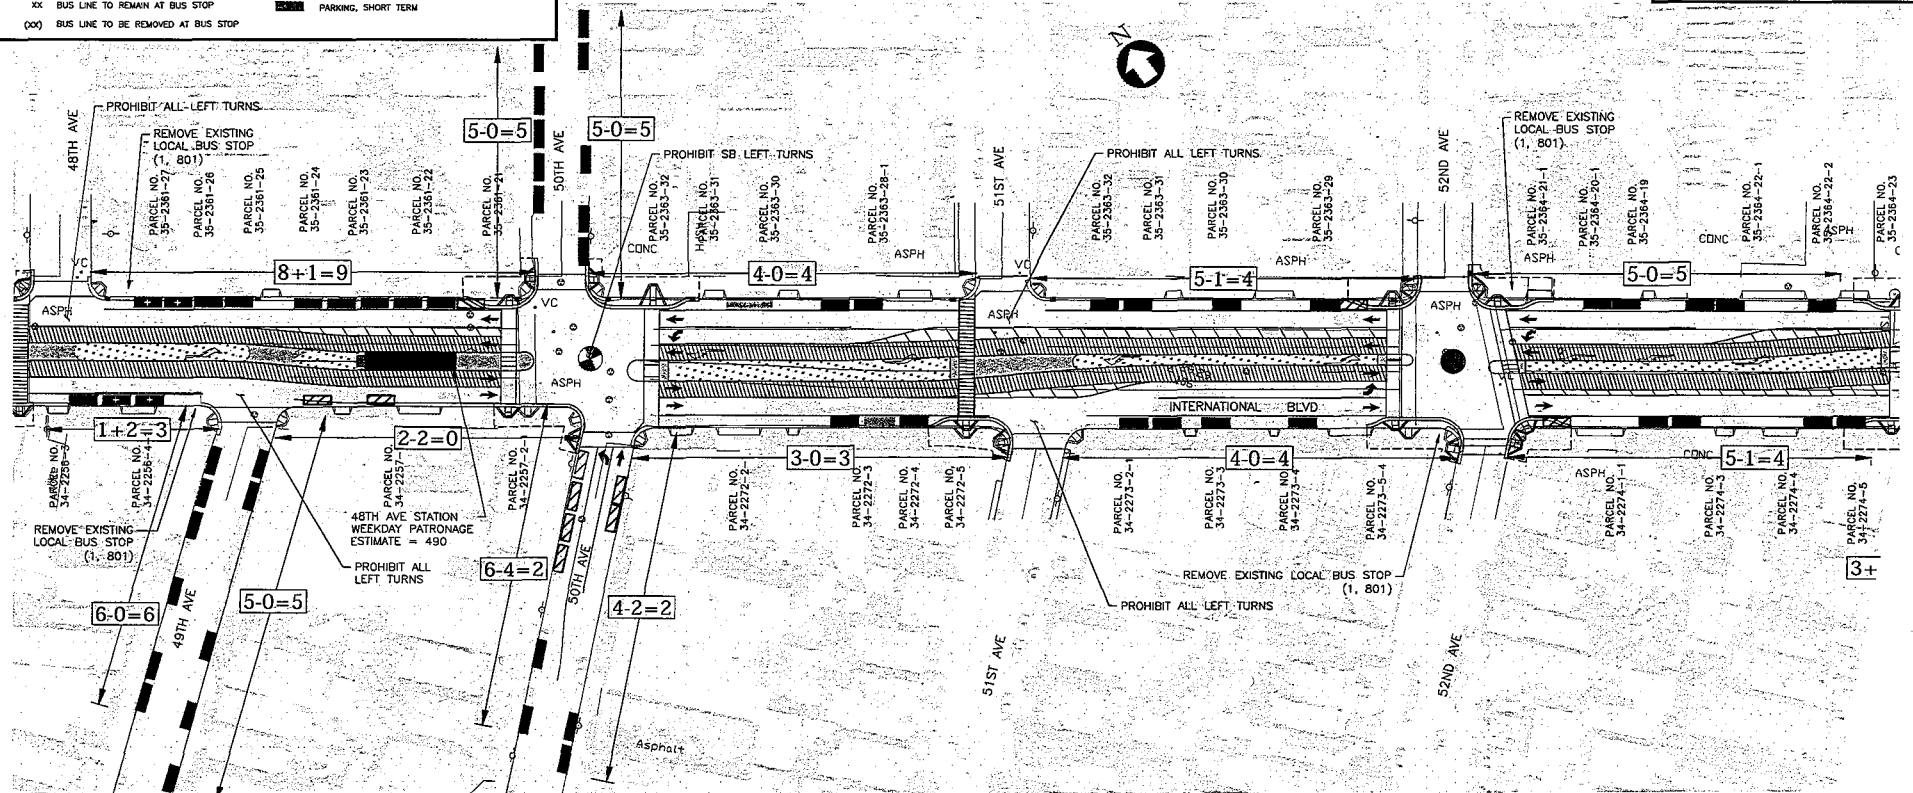 XX BUS LINE TO REMAIN AT BUS STOP
PARKING, SHORT TERM
(XX) BUS LINE TO BE REMOVED AT BUS STOP
N
5-0=5
5-0=5
48TH AVE
PROHIBIT ALL LEFT TURNS
REMOVE EXISTING
LOCAL BUS STOP
(1, 801)
50TH AVE
PROHIBIT SB LEFT TURNS
51ST AVE
PROHIBIT ALL LEFT TURNS
52ND AVE
REMOVE EXISTING
LOCAL BUS STOP
(1, 801)
PARCEL NO.
35-2361-27
PARCEL NO.
35-2361-26
PARCEL NO.
35-2361-25
PARCEL NO.
35-2361-24
PARCEL NO.
35-2361-23
PARCEL NO.
35-2361-22
PARCEL NO.
35-2361-21
PARCEL NO.
35-2363-32
PARCEL NO.
35-2363-31
PARCEL NO.
35-2363-30
PARCEL NO.
35-2363-28-1
PARCEL NO.
35-2363-32
PARCEL NO.
35-2363-31
PARCEL NO.
35-2363-30
PARCEL NO.
35-2363-29
PARCEL NO.
35-2364-21-1
PARCEL NO.
35-2364-20-1
PARCEL NO.
35-2364-19
PARCEL NO.
35-2364-22-1
PARCEL NO.
35-2364-22-2
PARCEL NO.
35-2364-23
CONC
ASPH
VC
ASPH
ASPH
CONC
ASPH
VC
8+1=9
4-0=4
5-1=4
5-0=5
ASPH
VC
ASPH
ASPH
ASPH
VC
INTERNATIONAL BLVD
1+2=3
2-2=0
3-0=3
4-0=4
5-1=4
CONC
ASPH
PARCEL NO.
34-2256-3
PARCEL NO.
34-2256-4
PARCEL NO.
34-2257-1
PARCEL NO.
34-2257-2-1
PARCEL NO.
34-2272-2
PARCEL NO.
34-2272-3
PARCEL NO.
34-2272-4
PARCEL NO.
34-2272-5
PARCEL NO.
34-2273-2-1
PARCEL NO.
34-2273-3
PARCEL NO.
34-2273-4
PARCEL NO.
34-2273-5-4
PARCEL NO.
34-2274-1-1
PARCEL NO.
34-2274-3
PARCEL NO.
34-2274-4
PARCEL NO.
34-2274-5
REMOVE EXISTING
LOCAL BUS STOP
(1, 801)
48TH AVE STATION
WEEKDAY PATRONAGE
ESTIMATE = 490
PROHIBIT ALL
LEFT TURNS
6-4=2
50TH AVE
REMOVE EXISTING LOCAL BUS STOP
(1, 801)
PROHIBIT ALL LEFT TURNS
3+
6-0=6
49TH AVE
5-0=5
4-2=2
51ST AVE
52ND AVE
Asphalt